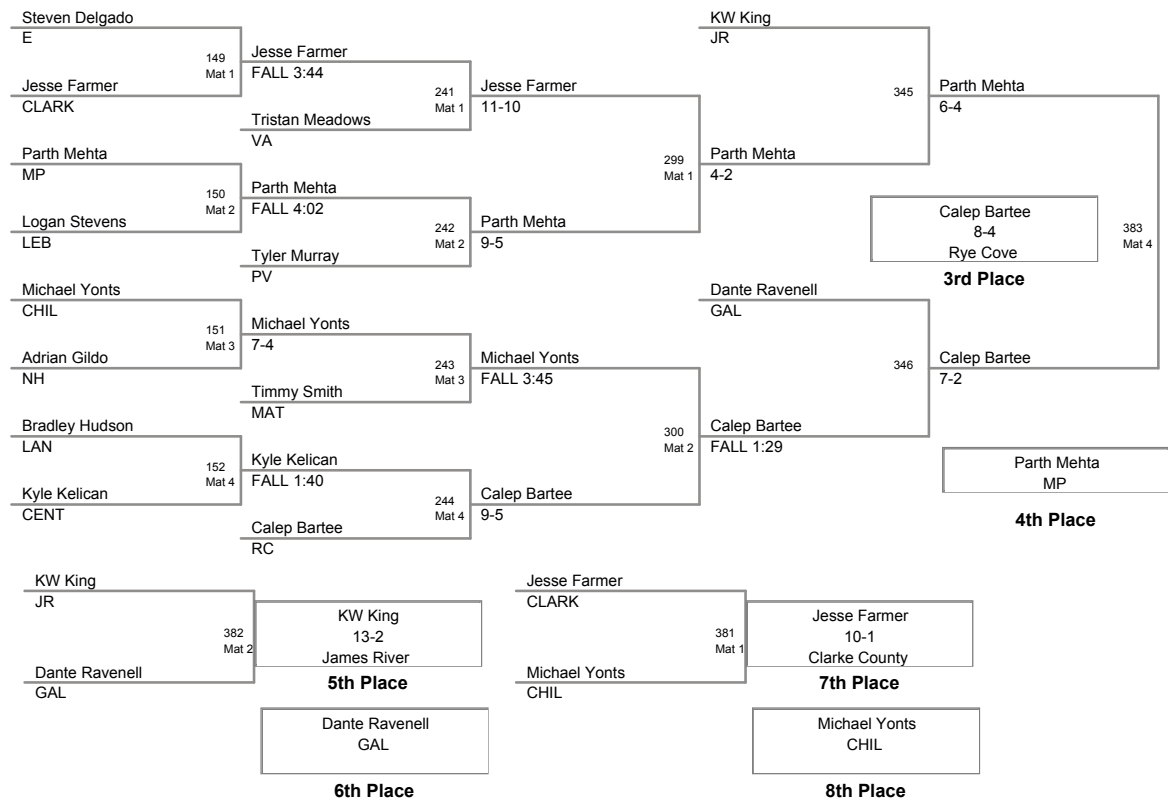 Steven Delgado
E
149
Mat 1
Jesse Farmer
CLARK
Jesse Farmer
FALL 3:44
241
Mat 1
Tristan Meadows
VA
Jesse Farmer
11-10
Parth Mehta
MP
150
Mat 2
Logan Stevens
LEB
Parth Mehta
FALL 4:02
242
Mat 2
Tyler Murray
PV
Parth Mehta
9-5
299
Mat 1
Parth Mehta
4-2
KW King
JR
345
Parth Mehta
6-4
Michael Yonts
CHIL
151
Mat 3
Adrian Gildo
NH
Michael Yonts
7-4
243
Mat 3
Timmy Smith
MAT
Michael Yonts
FALL 3:45
Bradley Hudson
LAN
152
Mat 4
Kyle Kelican
CENT
Kyle Kelican
FALL 1:40
244
Mat 4
Calep Bartee
RC
Calep Bartee
9-5
300
Mat 2
Calep Bartee
FALL 1:29
Dante Ravenell
GAL
346
Calep Bartee
7-2
383
Mat 4
Calep Bartee
8-4
Rye Cove
3rd Place
Parth Mehta
MP
4th Place
KW King
JR
382
Mat 2
Dante Ravenell
GAL
KW King
13-2
James River
5th Place
Dante Ravenell
GAL
6th Place
Jesse Farmer
CLARK
381
Mat 1
Michael Yonts
CHIL
Jesse Farmer
10-1
Clarke County
7th Place
Michael Yonts
CHIL
8th Place